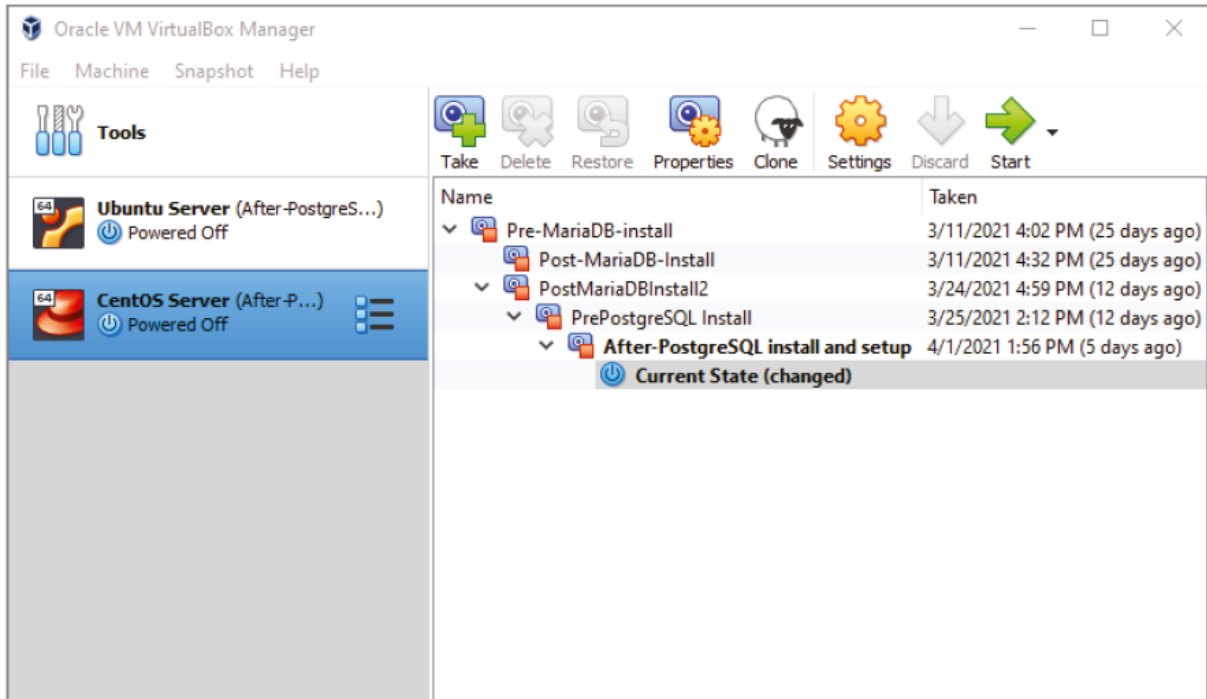 Oracle VM VirtualBox Manager
File Machine Snapshot Help
Tools
Take Delete Restore Properties Clone Settings Discard Start
64
Ubuntu Server (After-PostgreS...)
Powered Off
64
CentOS Server (After-P...)
Powered Off
Name Taken
Pre-MariaDB-install 3/11/2021 4:02 PM (25 days ago)
Post-MariaDB-Install 3/11/2021 4:32 PM (25 days ago)
PostMariaDBInstall2 3/24/2021 4:59 PM (12 days ago)
PrePostgreSQL Install 3/25/2021 2:12 PM (12 days ago)
After-PostgreSQL install and setup 4/1/2021 1:56 PM (5 days ago)
Current State (changed)